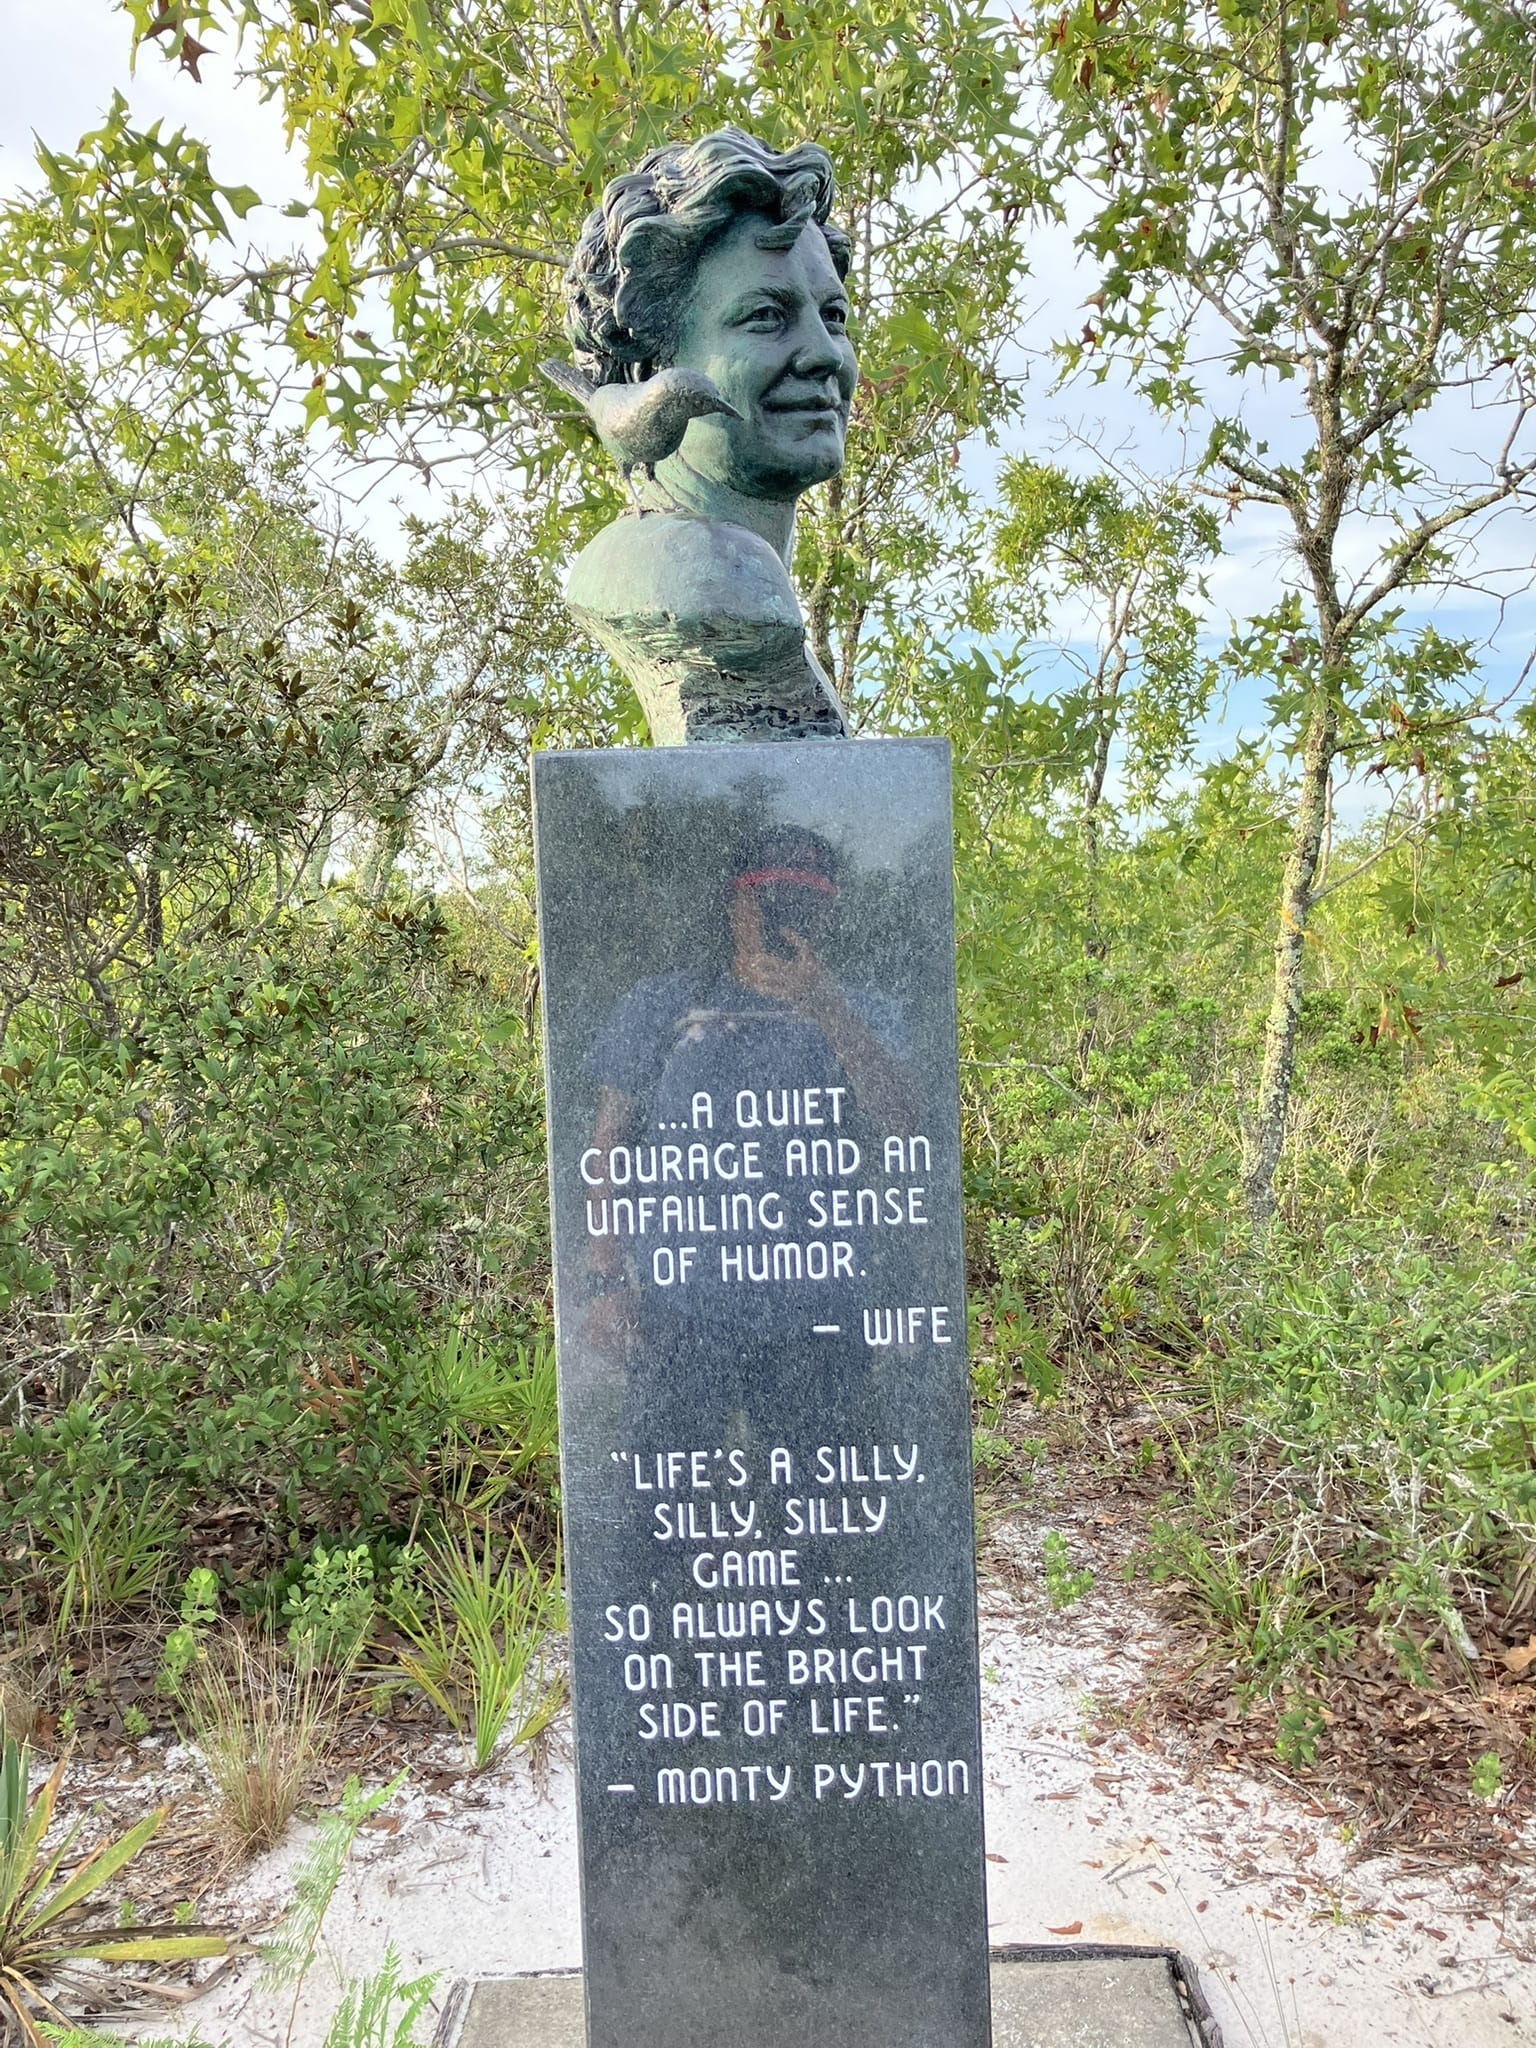 ...A QUIET
COURAGE AND AN
UNFAILING SENSE
OF HUMOR.
— WIFE
“LIFE'S A SILLY,
SILLY, SILLY
GAME ...
SO ALWAYS LOOK
ON THE BRIGHT
SIDE OF LIFE.”
— MONTY PYTHON